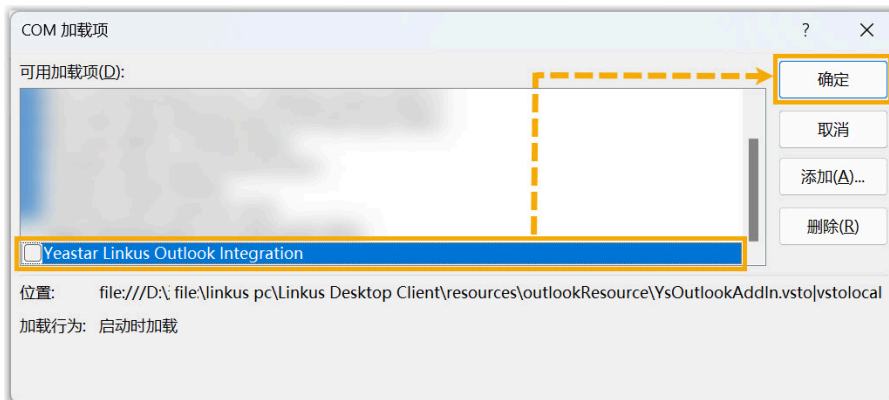 COM 加载项
?
可用加载项(D):
确定
取消
添加(A)...
删除(R)
Yeastar Linkus Outlook Integration
位置: file:///D:\ file:\linkus pc\Linkus Desktop Client\resources\outlookResource\YsOutlookAddIn.vsto|vstolocal
加载行为: 启动时加载